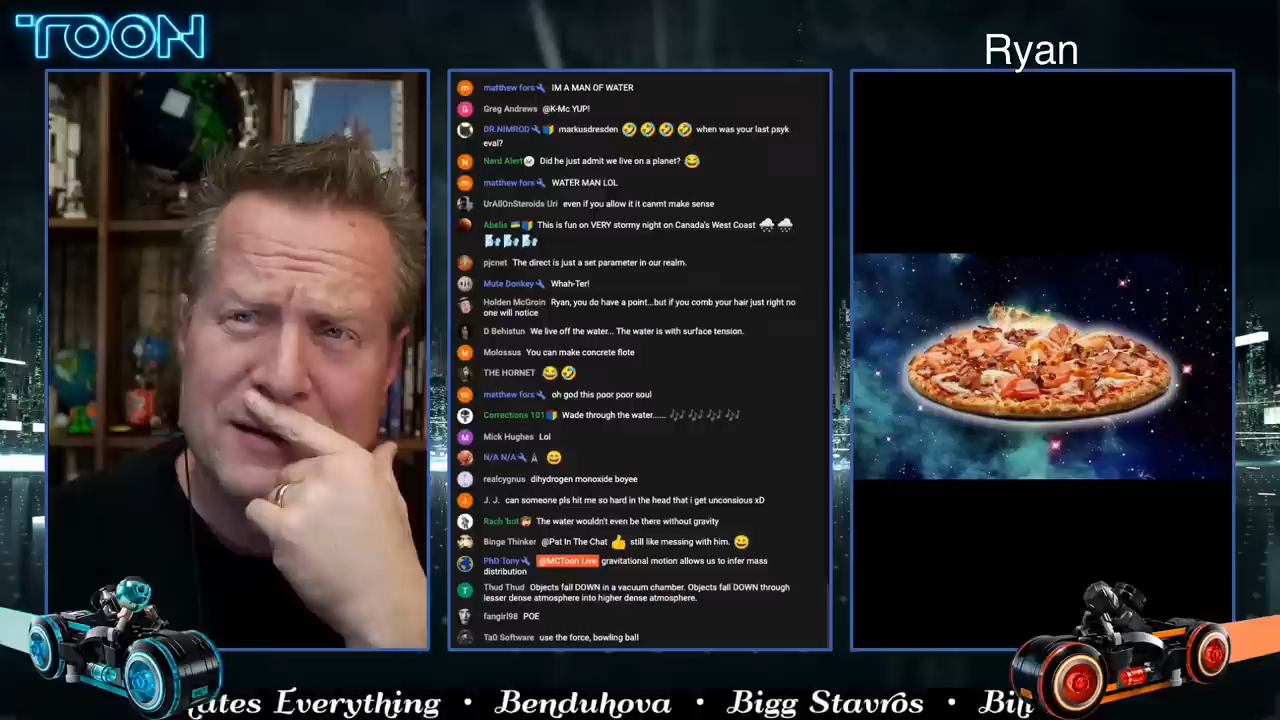 TOON
Ryan
m matthew fors IM A MAN OF WATER
G Greg Andrews @K-Mc YUP!
DR.NIMROD markusdresden 🤣 🤣 🤣 🤣 when was your last psyk
eval?
N Nerd Alert Did he just admit we live on a planet? 😂
m matthew fors WATER MAN LOL
UrAllOnSteroids Uri even if you allow it it canmt make sense
Abelia This is fun on VERY stormy night on Canada's West Coast 🌧 🌧
🌬 🌬 🌬
pjcnet The direct is just a set parameter in our realm.
Mute Donkey Whah-Ter!
Holden McGroin Ryan, you do have a point...but if you comb your hair just right no
one will notice
D Behistun We live off the water... The water is with surface tension.
M Molossus You can make concrete flote
THE HORNET 😂 🤣
m matthew fors oh god this poor poor soul
Corrections 101 Wade through the water...... 🎶 🎶 🎶 🎶
M Mick Hughes Lol
N/A N/A 😄
realcygnus dihydrogen monoxide boyee
J J. J. can someone pls hit me so hard in the head that i get unconsious xD
Rach 'bot The water wouldn't even be there without gravity
Binge Thinker @Pat In The Chat 👍 still like messing with him. 😀
PhD Tony @MCToon Live gravitational motion allows us to infer mass
distribution
T Thud Thud Objects fall DOWN in a vacuum chamber. Objects fall DOWN through
lesser dense atmosphere into higher dense atmosphere.
fangirl98 POE
Ta0 Software use the force, bowling ball
ates Everything • Benduhova • Bigg Stavros •